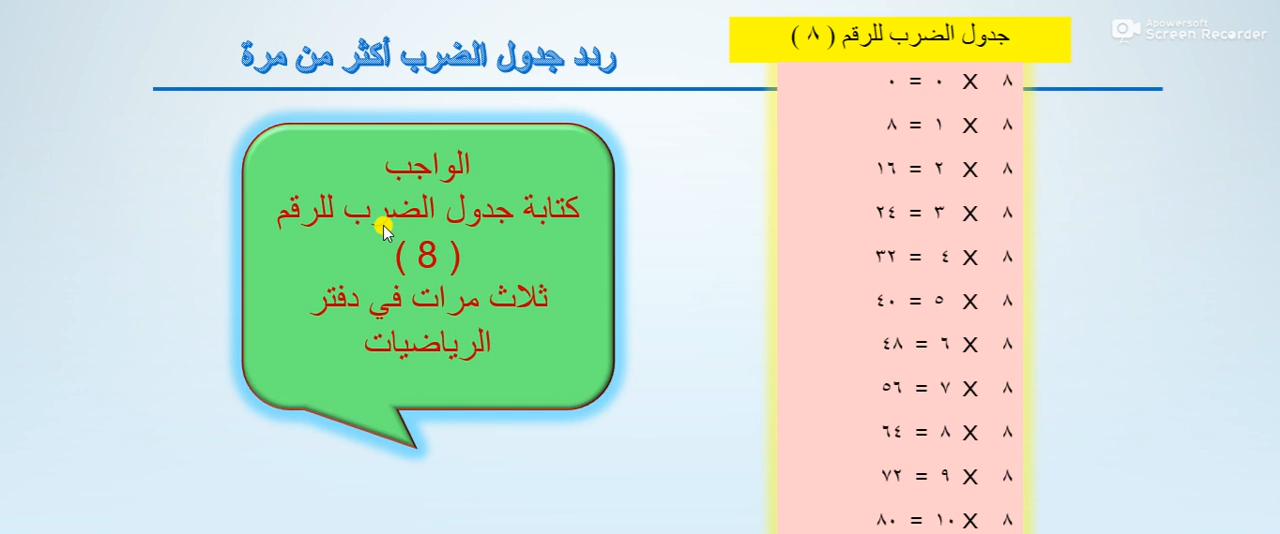 ردد جدول الضرب أكثر من مرة
جدول الضرب للرقم ( ٨ )
٨ X ٠ = ٠
٨ X ١ = ٨
٨ X ٢ = ١٦
٨ X ٣ = ٢٤
٨ X ٤ = ٣٢
٨ X ٥ = ٤٠
٨ X ٦ = ٤٨
٨ X ٧ = ٥٦
٨ X ٨ = ٦٤
٨ X ٩ = ٧٢
٨ X ١٠ = ٨٠
الواجب
كتابة جدول الضرب للرقم
( 8 )
ثلاث مرات في دفتر
الرياضيات
Apowersoft
Screen Recorder